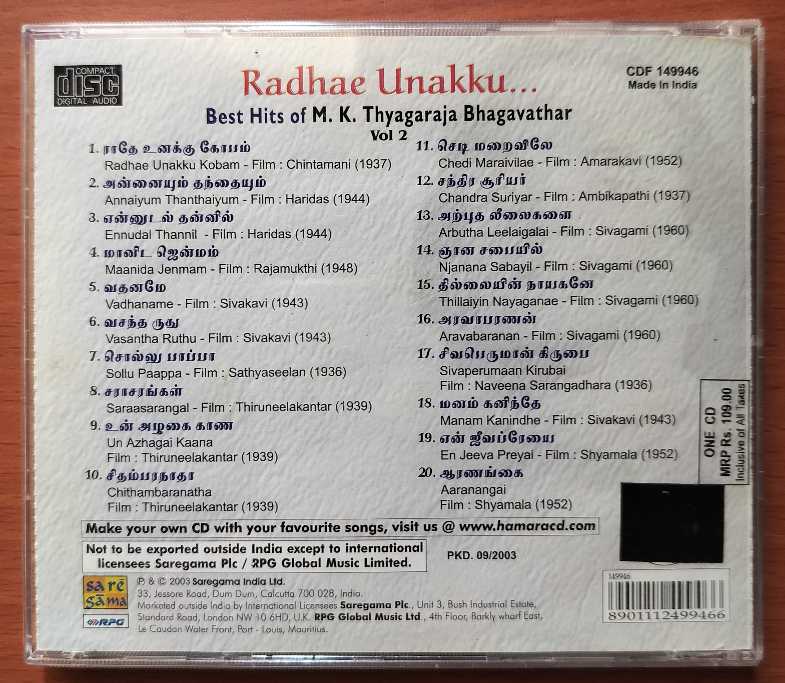 COMPACT
disc
DIGITAL AUDIO
Radhae Unakku...
CDF 149946
Made in India
Best Hits of M. K. Thyagaraja Bhagavathar
Vol 2
1. ராதே உனக்கு கோபம்
Radhae Unakku Kobam - Film : Chintamani (1937)
2. அன்னையும் தந்தையும்
Annaiyum Thanthaiyum - Film : Haridas (1944)
3. என்னுடல் தன்னில்
Ennudal Thannil - Film : Haridas (1944)
4. மானிட ஜென்மம்
Maanida Jenmam - Film : Rajamukthi (1948)
5. வதனமே
Vadhaname - Film : Sivakavi (1943)
6. வசந்த ருது
Vasantha Ruthu - Film : Sivakavi (1943)
7. சொல்லு பாப்பா
Sollu Paappa - Film : Sathyaseelan (1936)
8. சராசரங்கள்
Saraasarangal - Film : Thiruneelakantar (1939)
9. உன் அழகை காண
Un Azhagai Kaana
Film : Thiruneelakantar (1939)
10. சிதம்பரநாதா
Chithambaranatha
Film : Thiruneelakantar (1939)
11. செடி மறைவிலே
Chedi Maraivilae - Film : Amarakavi (1952)
12. சந்திர சூரியர்
Chandra Suriyar - Film : Ambikapathi (1937)
13. அற்புத லீலைகளை
Arbutha Leelaigalai - Film : Sivagami (1960)
14. ஞான சபையில்
Njanana Sabayil - Film : Sivagami (1960)
15. தில்லையின் நாயகனே
Thillaiyin Nayaganae - Film : Sivagami (1960)
16. அரவாபரணன்
Aravabaranan - Film : Sivagami (1960)
17. சிவபெருமான் கிருபை
Sivaperumaan Kirubai
Film : Naveena Sarangadhara (1936)
18. மனம் கனிந்தே
Manam Kanindhe - Film : Sivakavi (1943)
19. என் ஜீவப்ரேயை
En Jeeva Preyai - Film : Shyamala (1952)
20. ஆரணங்கை
Aaranangai
Film : Shyamala (1952)
ONE CD
MRP Rs. 109.00
Inclusive of All Taxes
Make your own CD with your favourite songs, visit us @ www.hamaracd.com
Not to be exported outside India except to international
licensees Saregama Plc / RPG Global Music Limited.
PKD. 09/2003
sa re
ga ma
RPG
℗ & © 2003 Saregama India Ltd.
33, Jessore Road, Dum Dum, Calcutta 700 028, India.
Marketed outside India by International Licensees Saregama Plc., Unit 3, Bush Industrial Estate,
Standard Road, London NW 10 6HD, U.K. RPG Global Music Ltd., 4th Floor, Barkly wharf East,
Le Caudan Water Front, Port - Louis, Mauritius.
149946
8901112499466